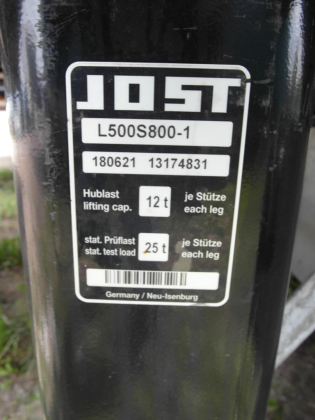 JOST
L500S800-1
180621 13174831
Hublast 12 t je Stütze
lifting cap. each leg
stat. Prüflast 25 t je Stütze
stat. test load each leg
Germany / Neu-Isenburg